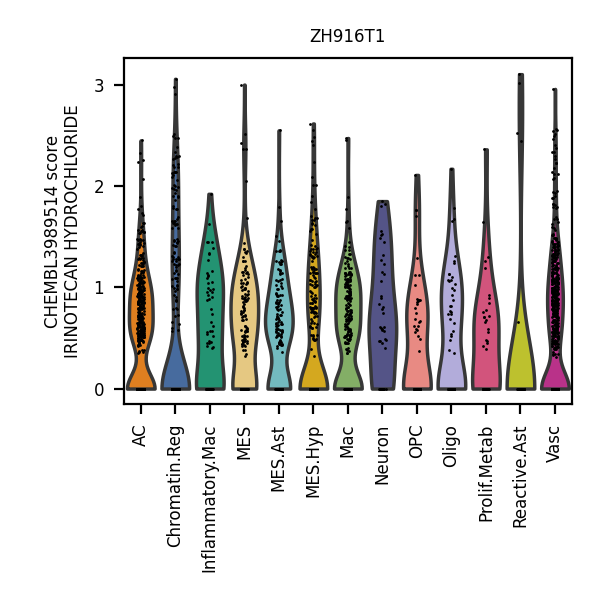 ZH916T1
CHEMBL3989514 score
IRINOTECAN HYDROCHLORIDE
3
2
1
0
AC
Chromatin.Reg
Inflammatory.Mac
MES
MES.Ast
MES.Hyp
Mac
Neuron
OPC
Oligo
Prolif.Metab
Reactive.Ast
Vasc